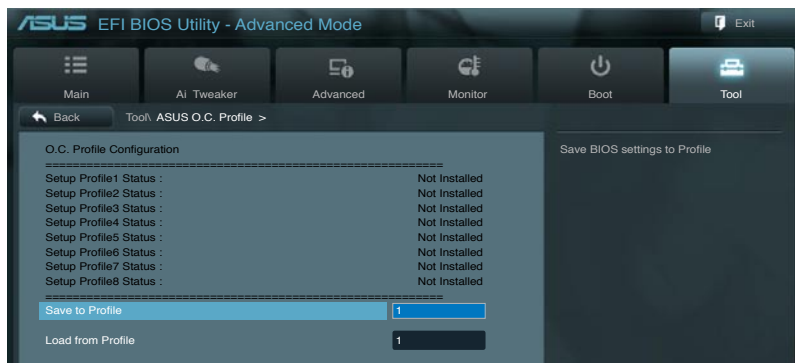 ASUS EFI BIOS Utility - Advanced Mode
Exit
Main Ai Tweaker Advanced Monitor Boot Tool
Back Tool\ ASUS O.C. Profile >
O.C. Profile Configuration
Save BIOS settings to Profile
==========================================================
Setup Profile1 Status : Not Installed
Setup Profile2 Status : Not Installed
Setup Profile3 Status : Not Installed
Setup Profile4 Status : Not Installed
Setup Profile5 Status : Not Installed
Setup Profile6 Status : Not Installed
Setup Profile7 Status : Not Installed
Setup Profile8 Status : Not Installed
==========================================================
Save to Profile 1
Load from Profile 1